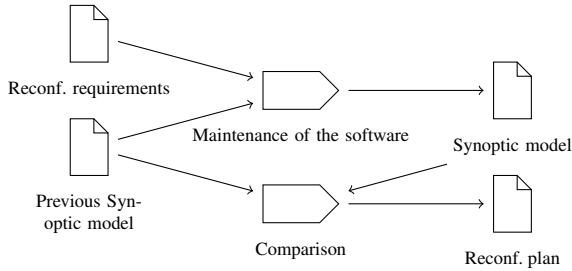 Reconf. requirements
Maintenance of the software
Synoptic model
Previous Syn-
optic model
Comparison
Reconf. plan